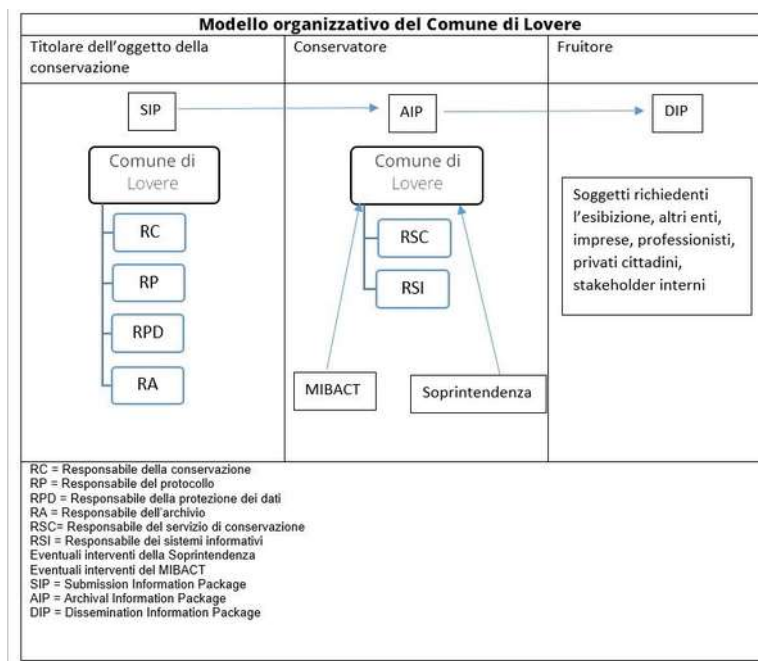 Modello organizzativo del Comune di Lovere
Titolare dell'oggetto della
conservazione
Conservatore
Fruitore
SIP
AIP
DIP
Comune di
Lovere
RC
RP
RPD
RA
Comune di
Lovere
RSC
RSI
MIBACT
Soprintendenza
Soggetti richiedenti
l'esibizione, altri enti,
imprese, professionisti,
privati cittadini,
stakeholder interni
RC = Responsabile della conservazione
RP = Responsabile del protocollo
RPD = Responsabile della protezione dei dati
RA = Responsabile dell'archivio
RSC= Responsabile del servizio di conservazione
RSI = Responsabile dei sistemi informativi
Eventuali interventi della Soprintendenza
Eventuali interventi del MIBACT
SIP = Submission Information Package
AIP = Archival Information Package
DIP = Dissemination Information Package